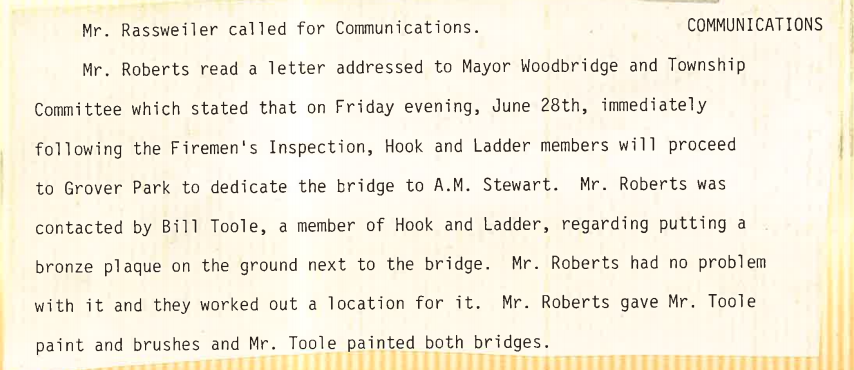 Mr. Rassweiler called for Communications. COMMUNICATIONS
Mr. Roberts read a letter addressed to Mayor Woodbridge and Township
Committee which stated that on Friday evening, June 28th, immediately
following the Firemen's Inspection, Hook and Ladder members will proceed
to Grover Park to dedicate the bridge to A.M. Stewart. Mr. Roberts was
contacted by Bill Toole, a member of Hook and Ladder, regarding putting a
bronze plaque on the ground next to the bridge. Mr. Roberts had no problem
with it and they worked out a location for it. Mr. Roberts gave Mr. Toole
paint and brushes and Mr. Toole painted both bridges.